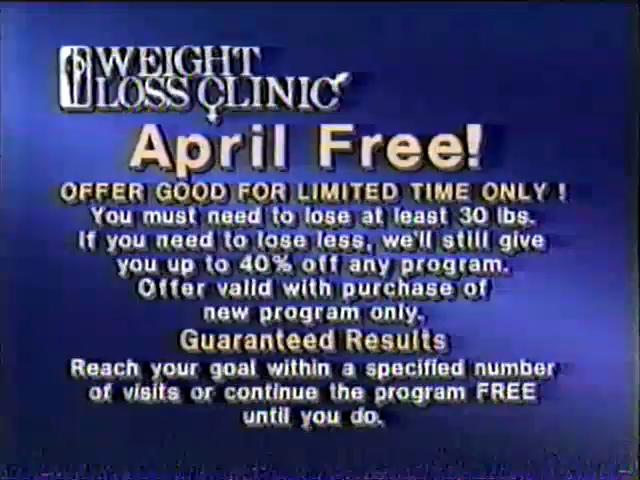 WEIGHT
LOSS CLINIC
April Free!
OFFER GOOD FOR LIMITED TIME ONLY !
You must need to lose at least 30 lbs.
If you need to lose less, we'll still give
you up to 40% off any program.
Offer valid with purchase of
new program only.
Guaranteed Results
Reach your goal within a specified number
of visits or continue the program FREE
until you do.